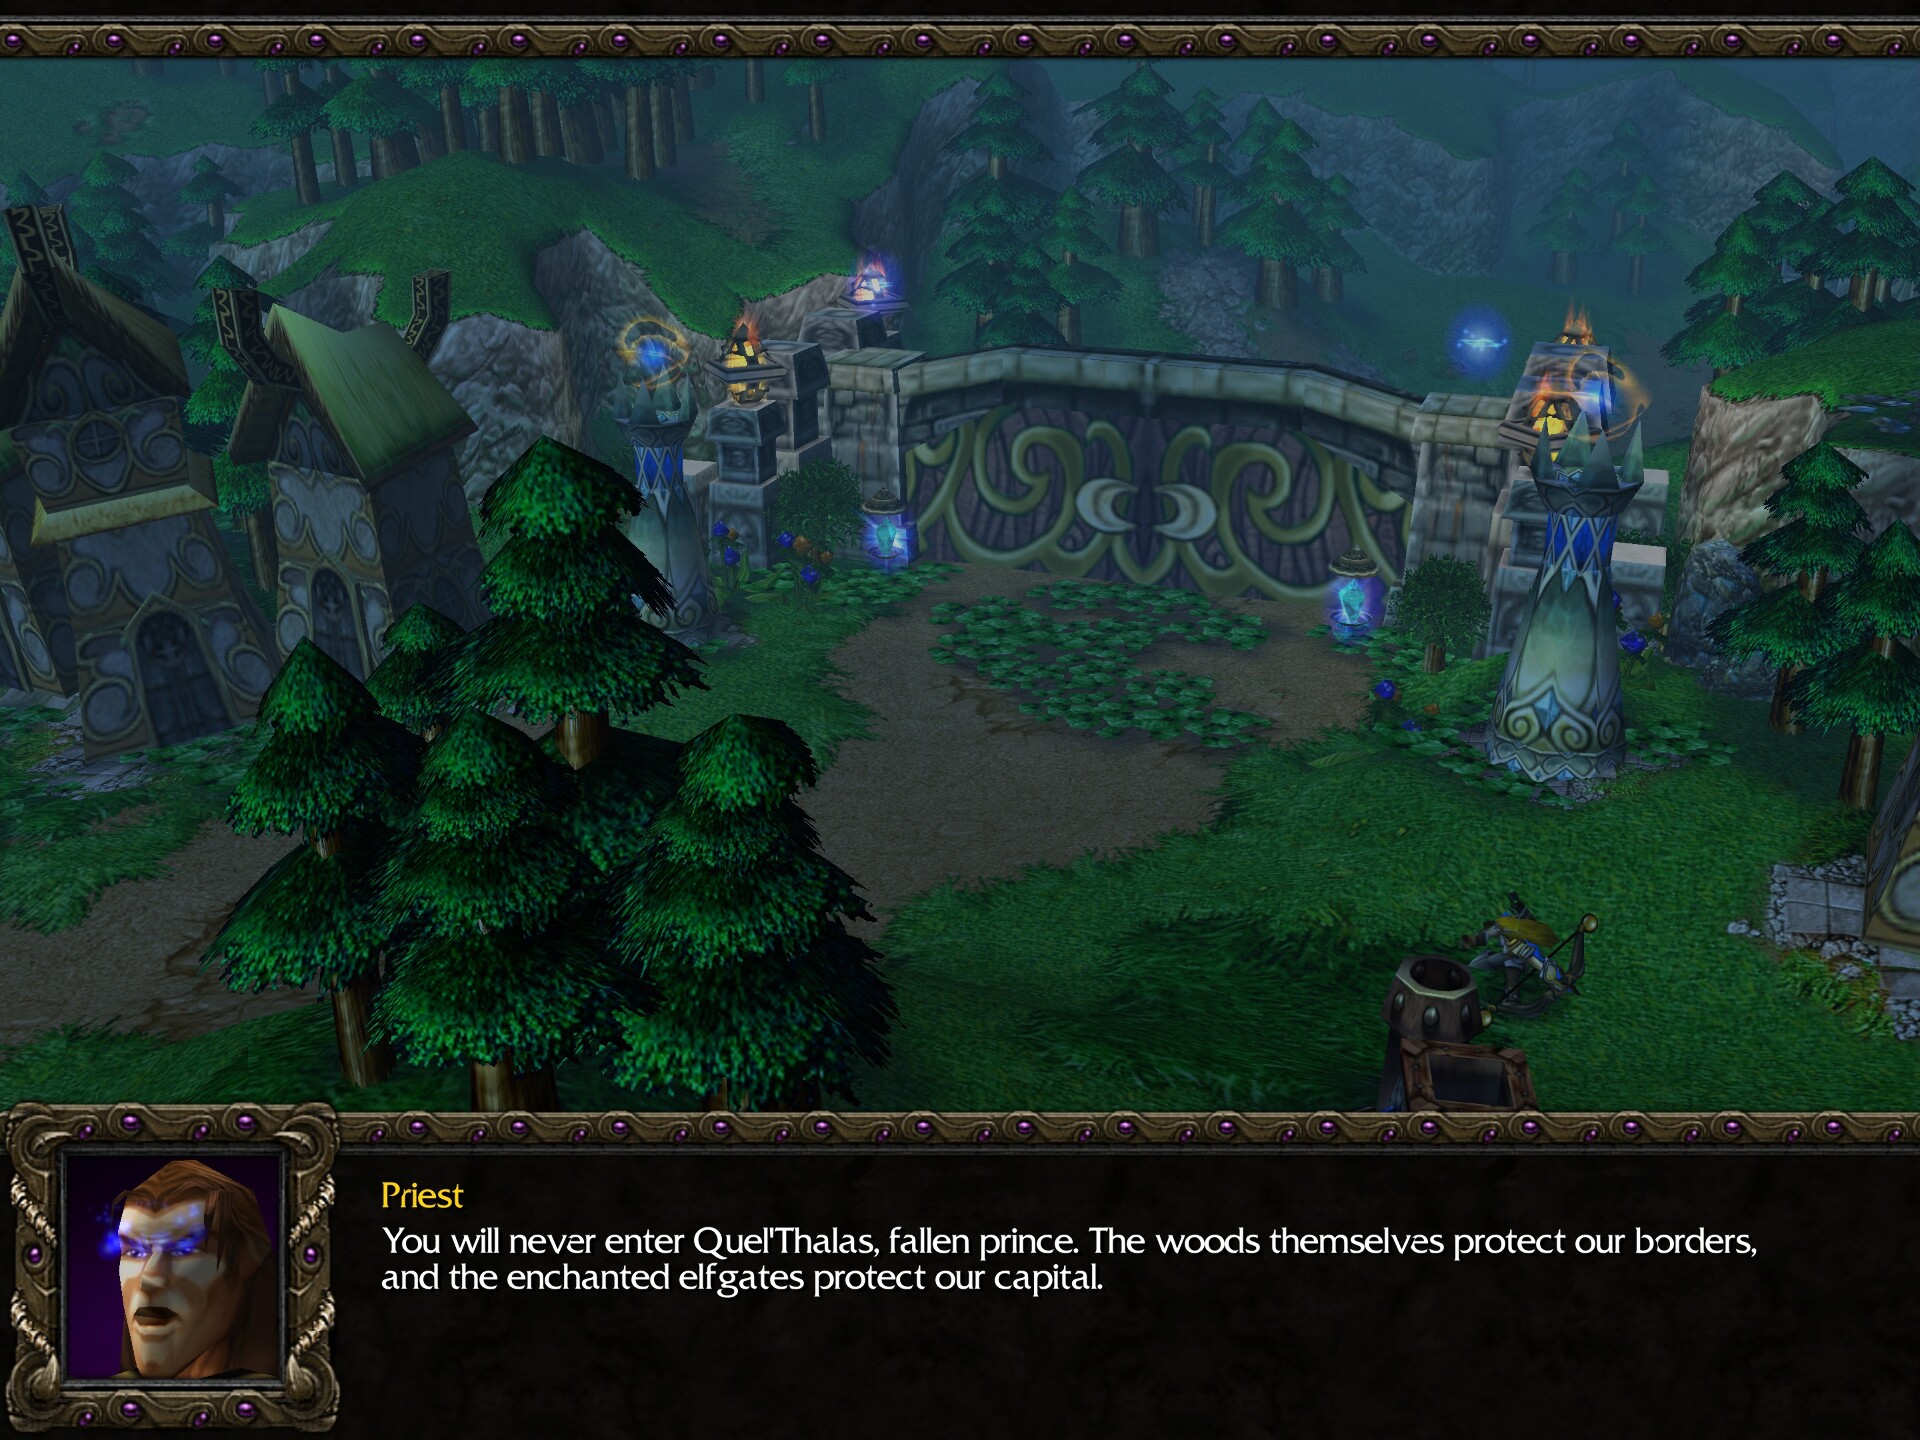 Priest
You will never enter Quel'Thalas, fallen prince. The woods themselves protect our borders,
and the enchanted elfgates protect our capital.